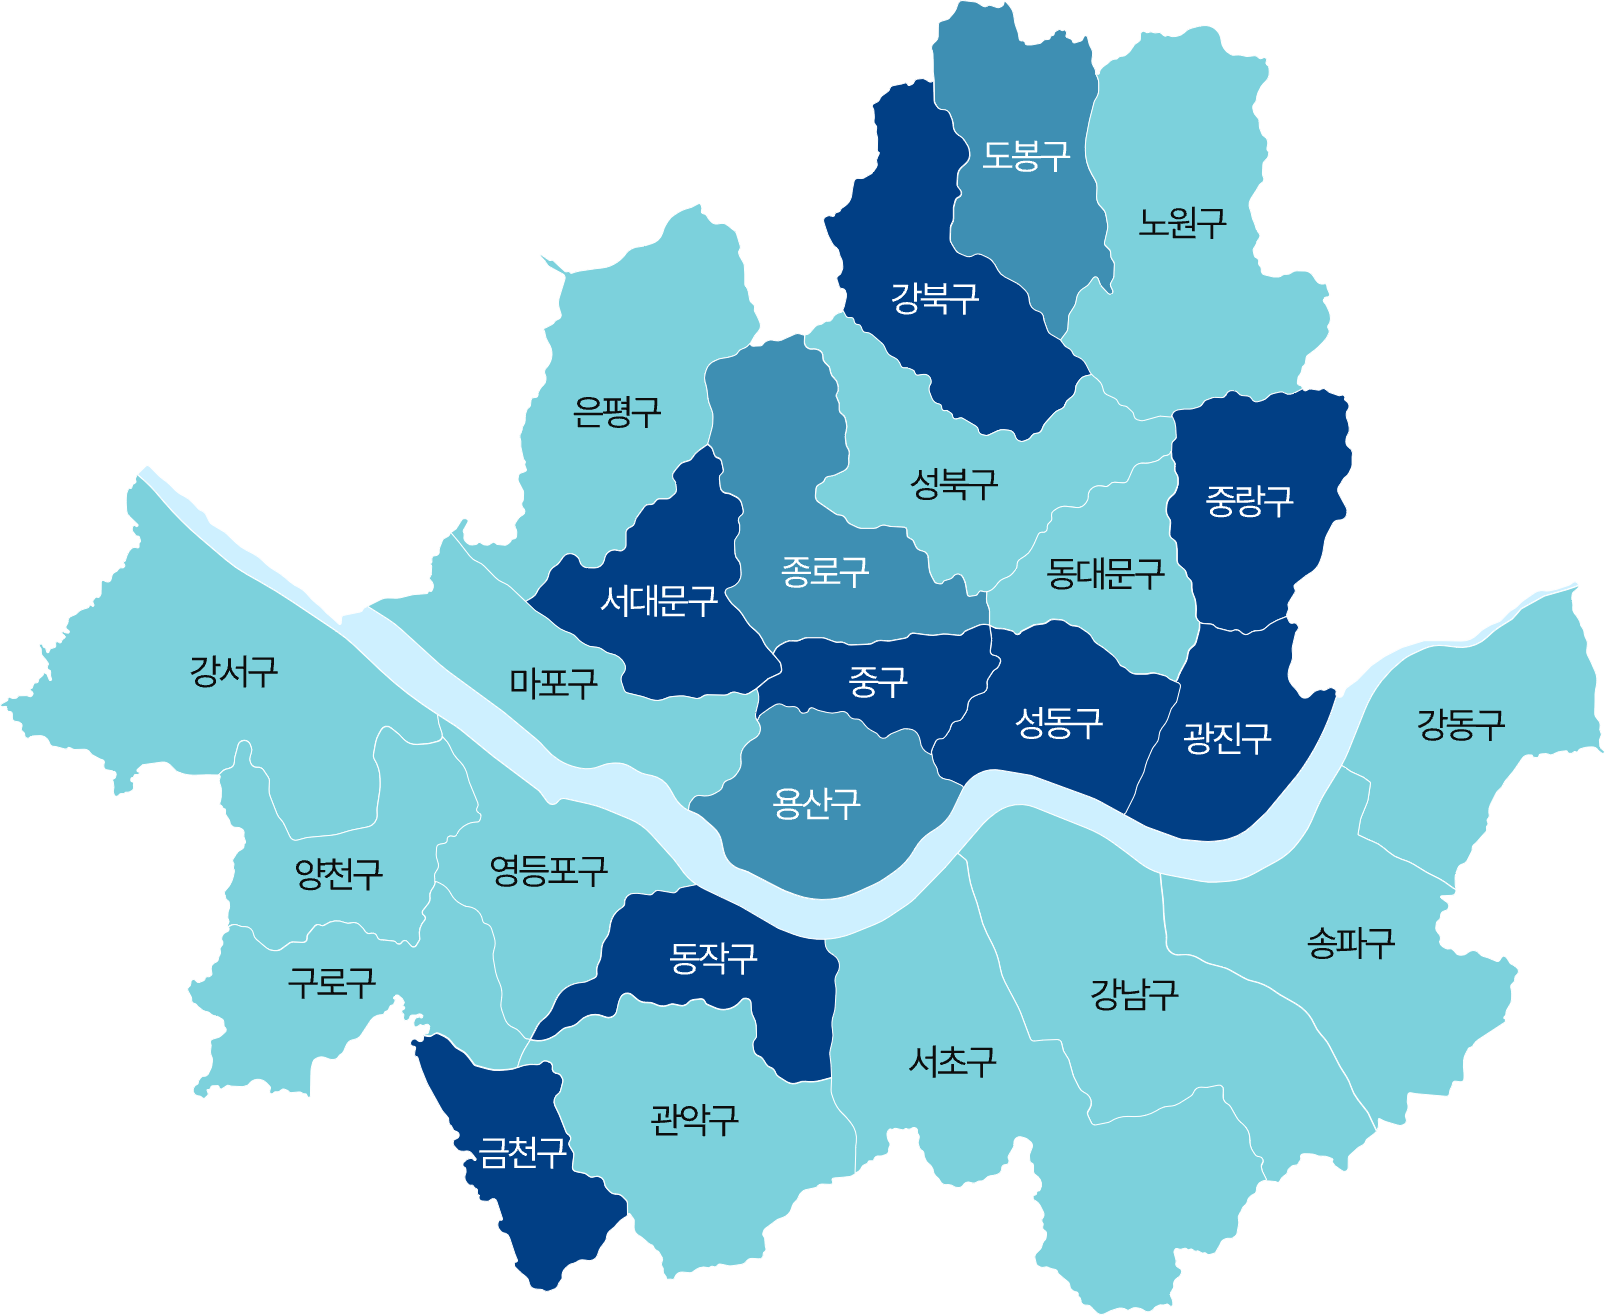 도봉구
노원구
강북구
은평구
성북구
중랑구
종로구
동대문구
서대문구
강서구
마포구
중구
성동구
광진구
강동구
용산구
양천구
영등포구
송파구
동작구
구로구
강남구
서초구
관악구
금천구